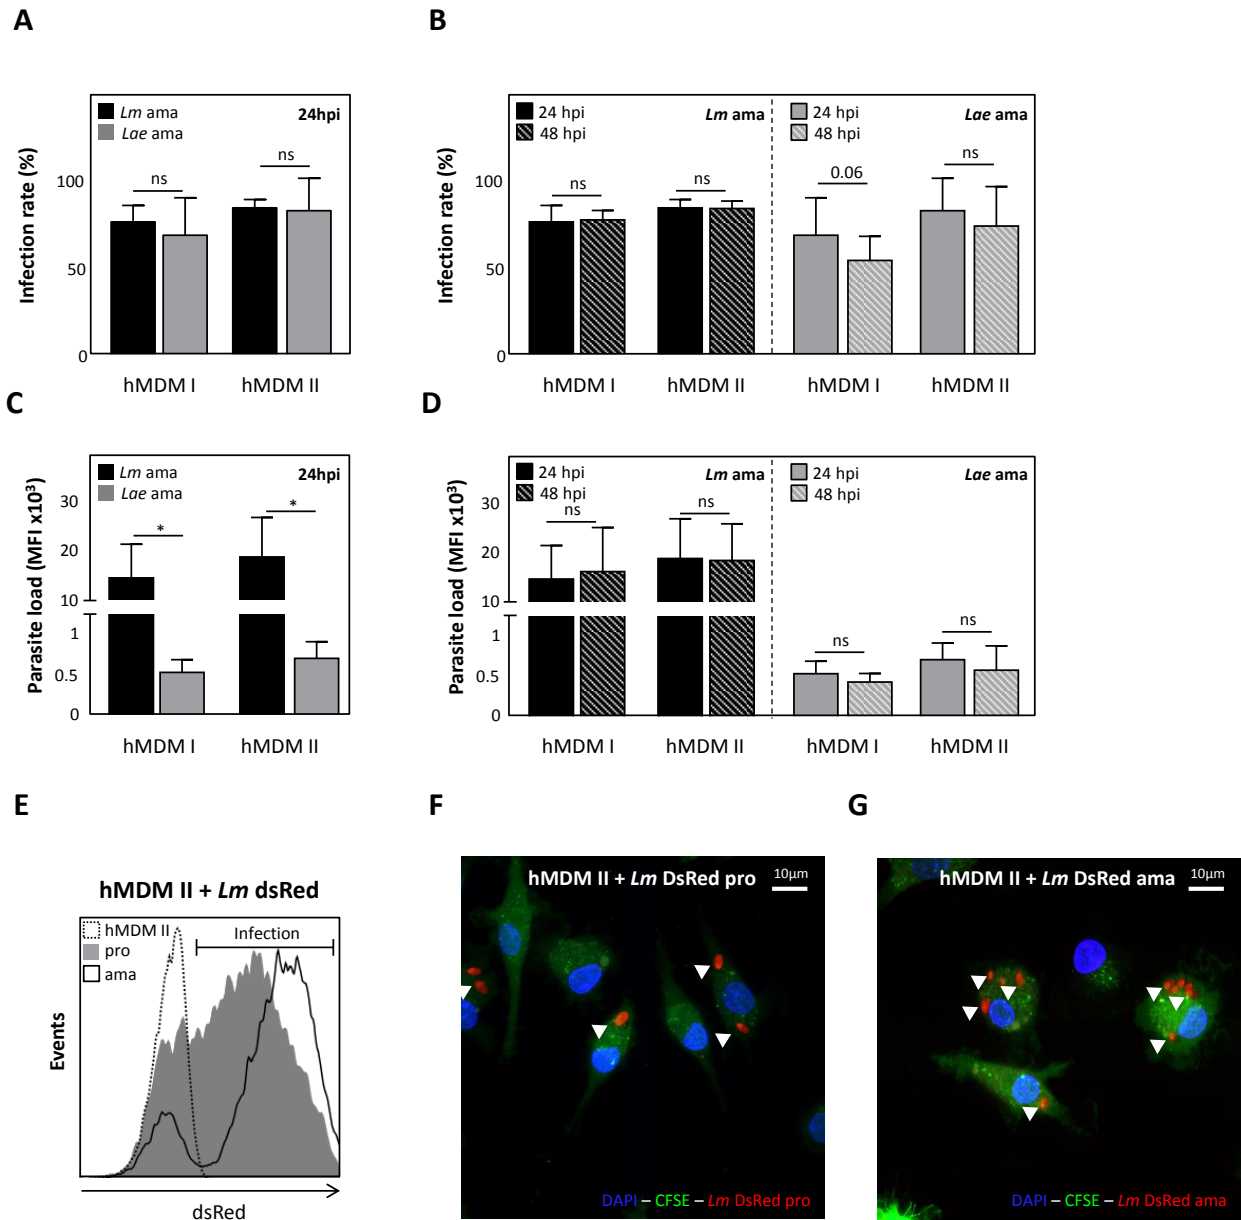 A
B
Lm ama
Lae ama
24hpi
ns
ns
Infection rate (%)
100
50
0
hMDM I
hMDM II
24 hpi
48 hpi
Lm ama
24 hpi
48 hpi
Lae ama
ns
ns
0.06
ns
Infection rate (%)
100
50
0
hMDM I
hMDM II
hMDM I
hMDM II
C
D
Lm ama
Lae ama
24hpi
*
*
Parasite load (MFI x10³)
30
20
10
1
0.5
0
hMDM I
hMDM II
24 hpi
48 hpi
Lm ama
24 hpi
48 hpi
Lae ama
ns
ns
ns
ns
Parasite load (MFI x10³)
30
20
10
1
0.5
0
hMDM I
hMDM II
hMDM I
hMDM II
E
F
G
hMDM II + Lm dsRed
hMDM II
pro
ama
Infection
Events
dsRed
hMDM II + Lm DsRed pro
10μm
DAPI – CFSE – Lm DsRed pro
hMDM II + Lm DsRed ama
10μm
DAPI – CFSE – Lm DsRed ama